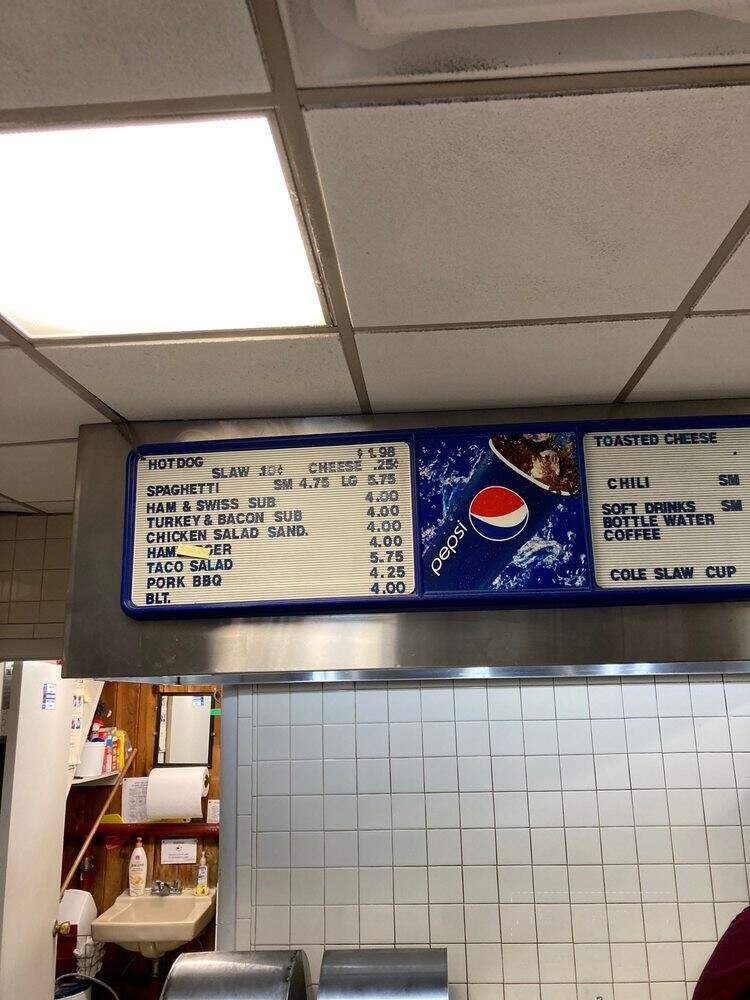 HOT DOG $ 1.98
SLAW .10¢ CHEESE .25¢
SPAGHETTI SM 4.75 LG 5.75
HAM & SWISS SUB 4.00
TURKEY & BACON SUB 4.00
CHICKEN SALAD SAND. 4.00
HAM ER 4.00
TACO SALAD 5.75
PORK BBQ 4.25
BLT. 4.00
pepsi
TOASTED CHEESE
CHILI SM
SOFT DRINKS SM
BOTTLE WATER
COFFEE
COLE SLAW CUP